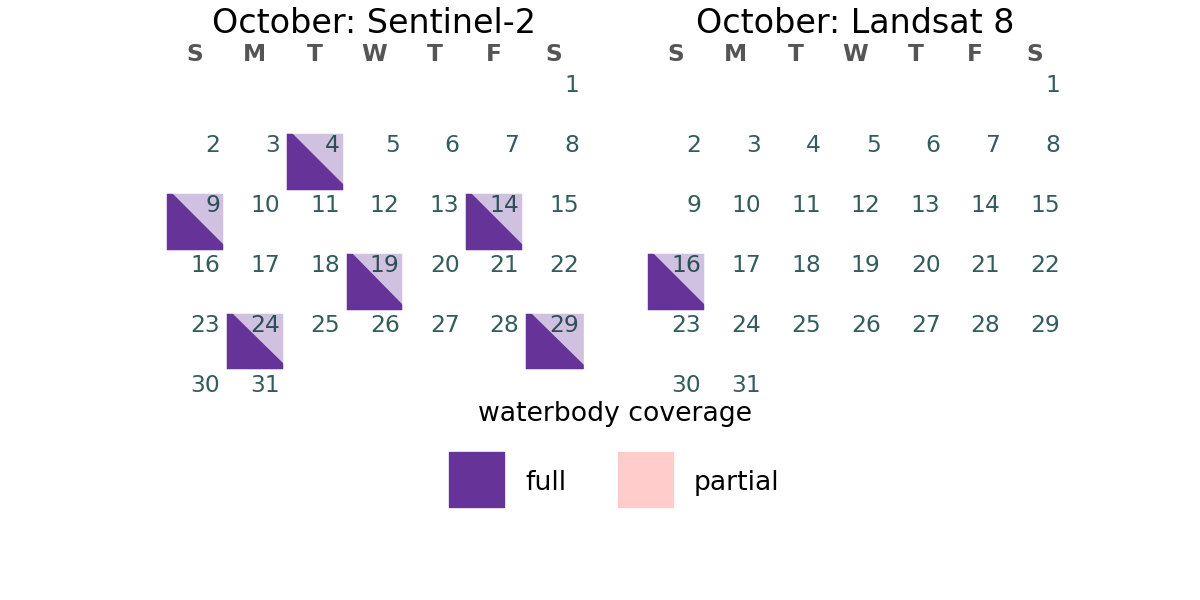 October: Sentinel-2
S M T W T F S
1
2 3 4 5 6 7 8
9 10 11 12 13 14 15
16 17 18 19 20 21 22
23 24 25 26 27 28 29
30 31
October: Landsat 8
S M T W T F S
1
2 3 4 5 6 7 8
9 10 11 12 13 14 15
16 17 18 19 20 21 22
23 24 25 26 27 28 29
30 31
waterbody coverage
full
partial